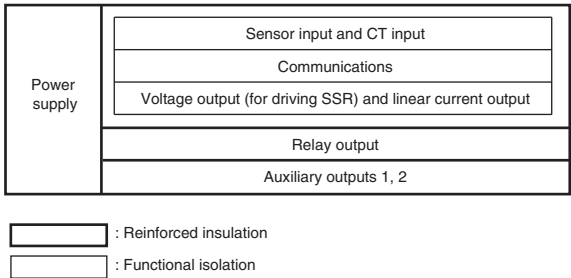 Power
supply
Sensor input and CT input
Communications
Voltage output (for driving SSR) and linear current output
Relay output
Auxiliary outputs 1, 2
: Reinforced insulation
: Functional isolation